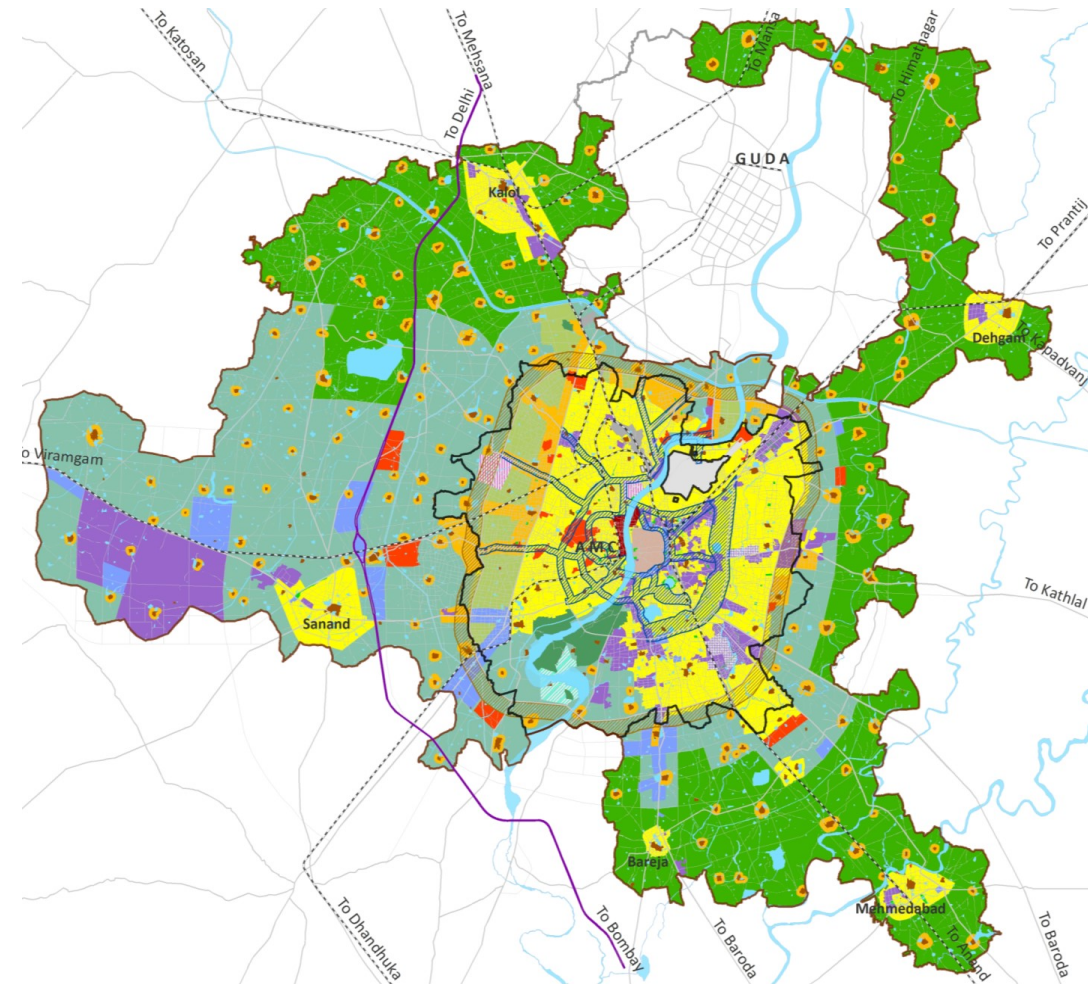 To Katosan
To Mehsana
To Delhi
To Mansa
To Himatnagar
GUDA
Kalol
To Prantij
Dehgam
To Kapadvanj
To Viramgam
AMC
To Kathlal
Sanand
Bareja
Mehmedabad
To Dhandhuka
To Bombay
To Baroda
To Anand
To Baroda